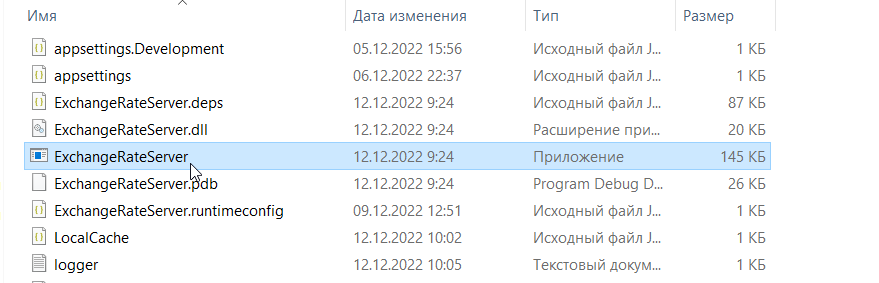 Имя Дата изменения Тип Размер
appsettings.Development 05.12.2022 15:56 Исходный файл J... 1 КБ
appsettings 06.12.2022 22:37 Исходный файл J... 1 КБ
ExchangeRateServer.deps 12.12.2022 9:24 Исходный файл J... 87 КБ
ExchangeRateServer.dll 12.12.2022 9:24 Расширение при... 20 КБ
ExchangeRateServer 12.12.2022 9:24 Приложение 145 КБ
ExchangeRateServer.pdb 12.12.2022 9:24 Program Debug D... 26 КБ
ExchangeRateServer.runtimeconfig 09.12.2022 12:51 Исходный файл J... 1 КБ
LocalCache 12.12.2022 10:02 Исходный файл J... 1 КБ
logger 12.12.2022 10:05 Текстовый докум... 1 КБ